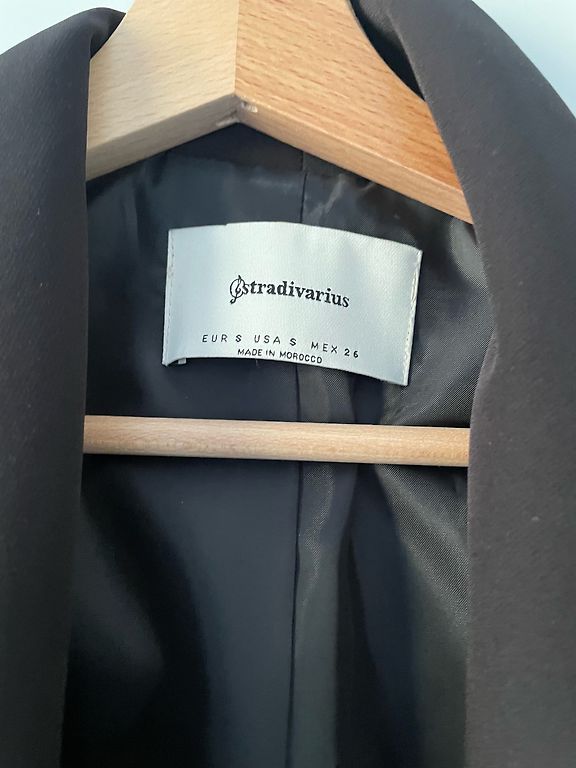 stradivarius
EUR S USA S MEX 26
MADE IN MOROCCO